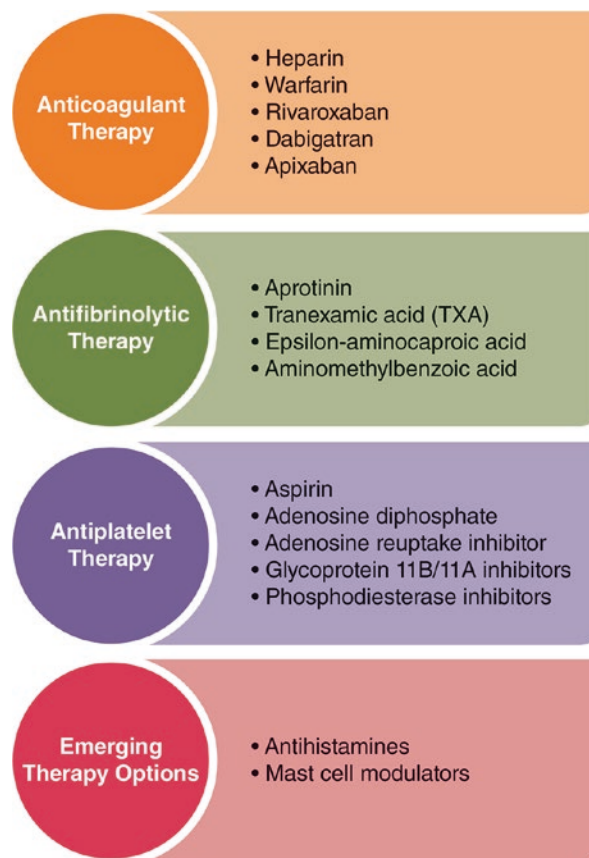 Anticoagulant
Therapy
• Heparin
• Warfarin
• Rivaroxaban
• Dabigatran
• Apixaban
Antifibrinolytic
Therapy
• Aprotinin
• Tranexamic acid (TXA)
• Epsilon-aminocaproic acid
• Aminomethylbenzoic acid
Antiplatelet
Therapy
• Aspirin
• Adenosine diphosphate
• Adenosine reuptake inhibitor
• Glycoprotein 11B/11A inhibitors
• Phosphodiesterase inhibitors
Emerging
Therapy Options
• Antihistamines
• Mast cell modulators